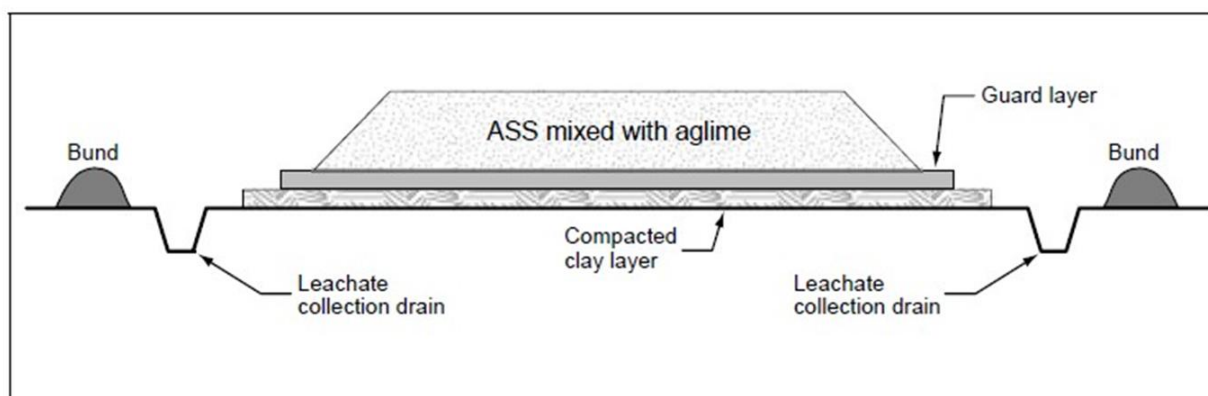 Guard layer
ASS mixed with aglime
Bund
Bund
Compacted
clay layer
Leachate
collection drain
Leachate
collection drain